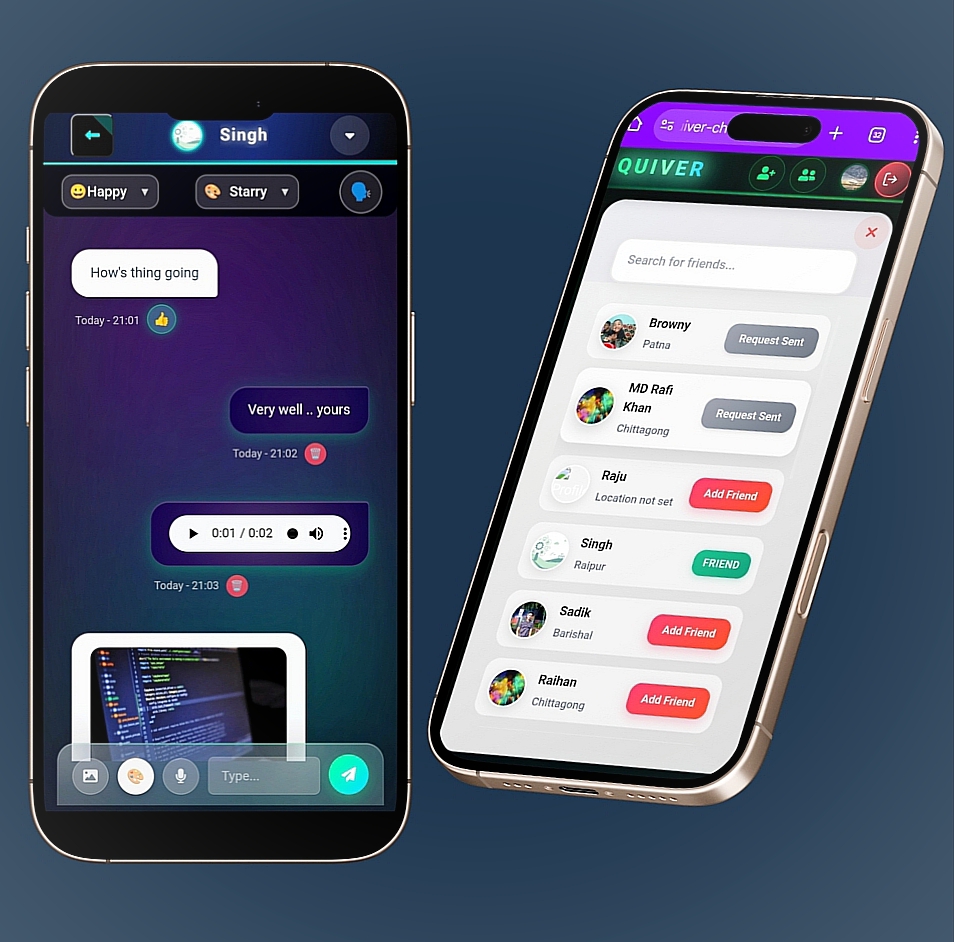 Singh
Happy
Starry
How's thing going
Today - 21:01
Very well .. yours
Today - 21:02
0:01 / 0:02
Today - 21:03
Type...
iver-ch
32
QUIVER
Search for friends...
Browny
Patna
Request Sent
MD Rafi
Khan
Chittagong
Request Sent
Raju
Location not set
Add Friend
Singh
Raipur
FRIEND
Sadik
Barishal
Add Friend
Raihan
Chittagong
Add Friend